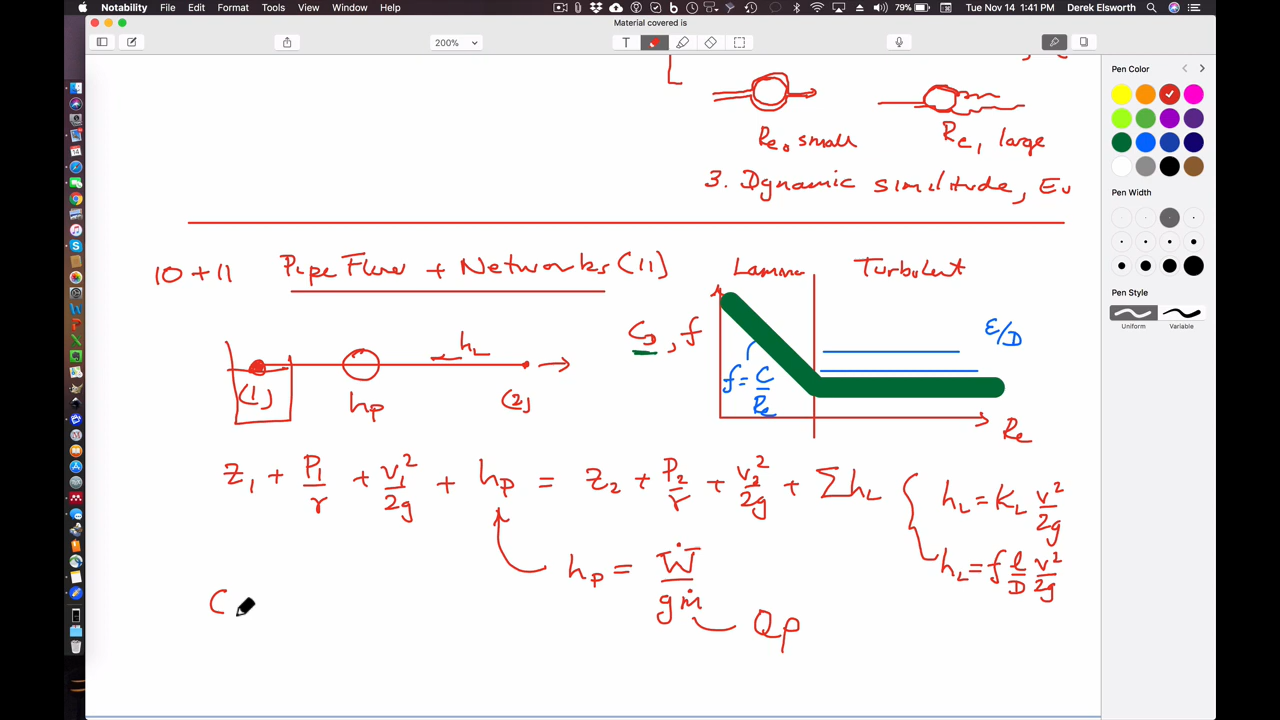 Notability File Edit Format Tools View Window Help 79% Tue Nov 14 1:41 PM Derek Elsworth
Material covered is
200%
Pen Color
Pen Width
Pen Style
Uniform Variable
Re, small
Re, large
3. Dynamic similitude, Eu
10 + 11 Pipe Flow + Networks (11)
Laminar Turbulent
(1) hp hL (2)
CD, f
f = C/Re
ε/D
Re
z1 + P1/γ + v1²/2g + hp = z2 + P2/γ + v2²/2g + ΣhL
hL = KL v²/2g
hL = f l/D v²/2g
hp = Ẇ/gṁ
Qρ
C